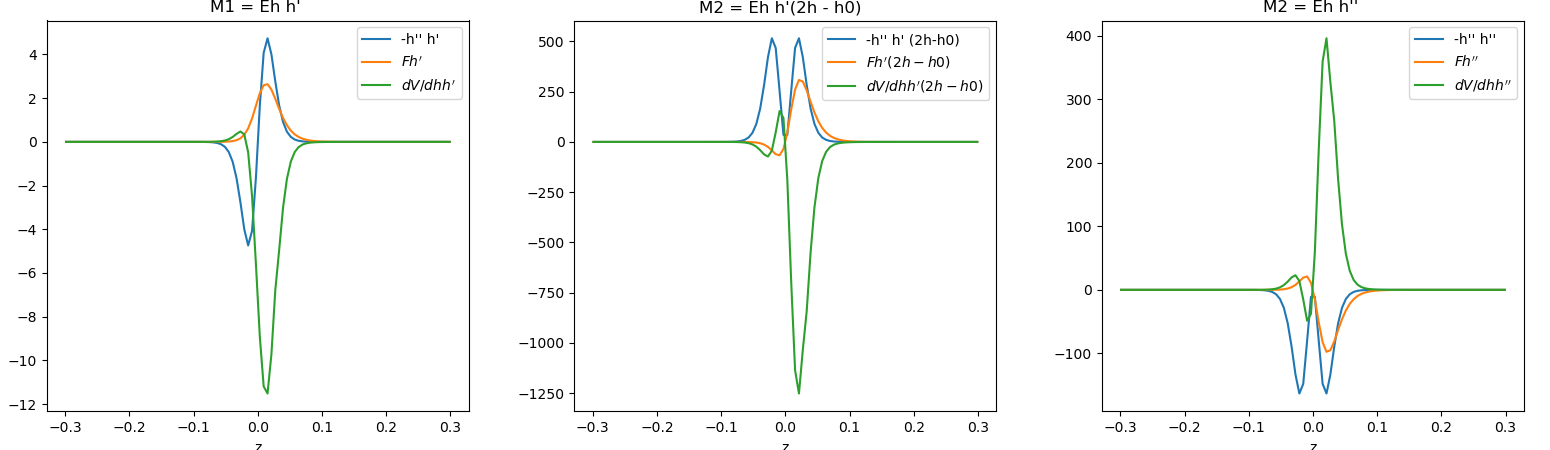 M1 = Eh h'
4
2
0
−2
−4
−6
−8
−10
−12
−0.3
−0.2
−0.1
0.0
0.1
0.2
0.3
z
-h'' h'
Fh′
dV/dhh′
M2 = Eh h'(2h - h0)
500
250
0
−250
−500
−750
−1000
−1250
−0.3
−0.2
−0.1
0.0
0.1
0.2
0.3
z
-h'' h' (2h-h0)
Fh′(2h − h0)
dV/dhh′(2h − h0)
M2 = Eh h''
400
300
200
100
0
−100
−0.3
−0.2
−0.1
0.0
0.1
0.2
0.3
z
-h'' h''
Fh′′
dV/dhh′′